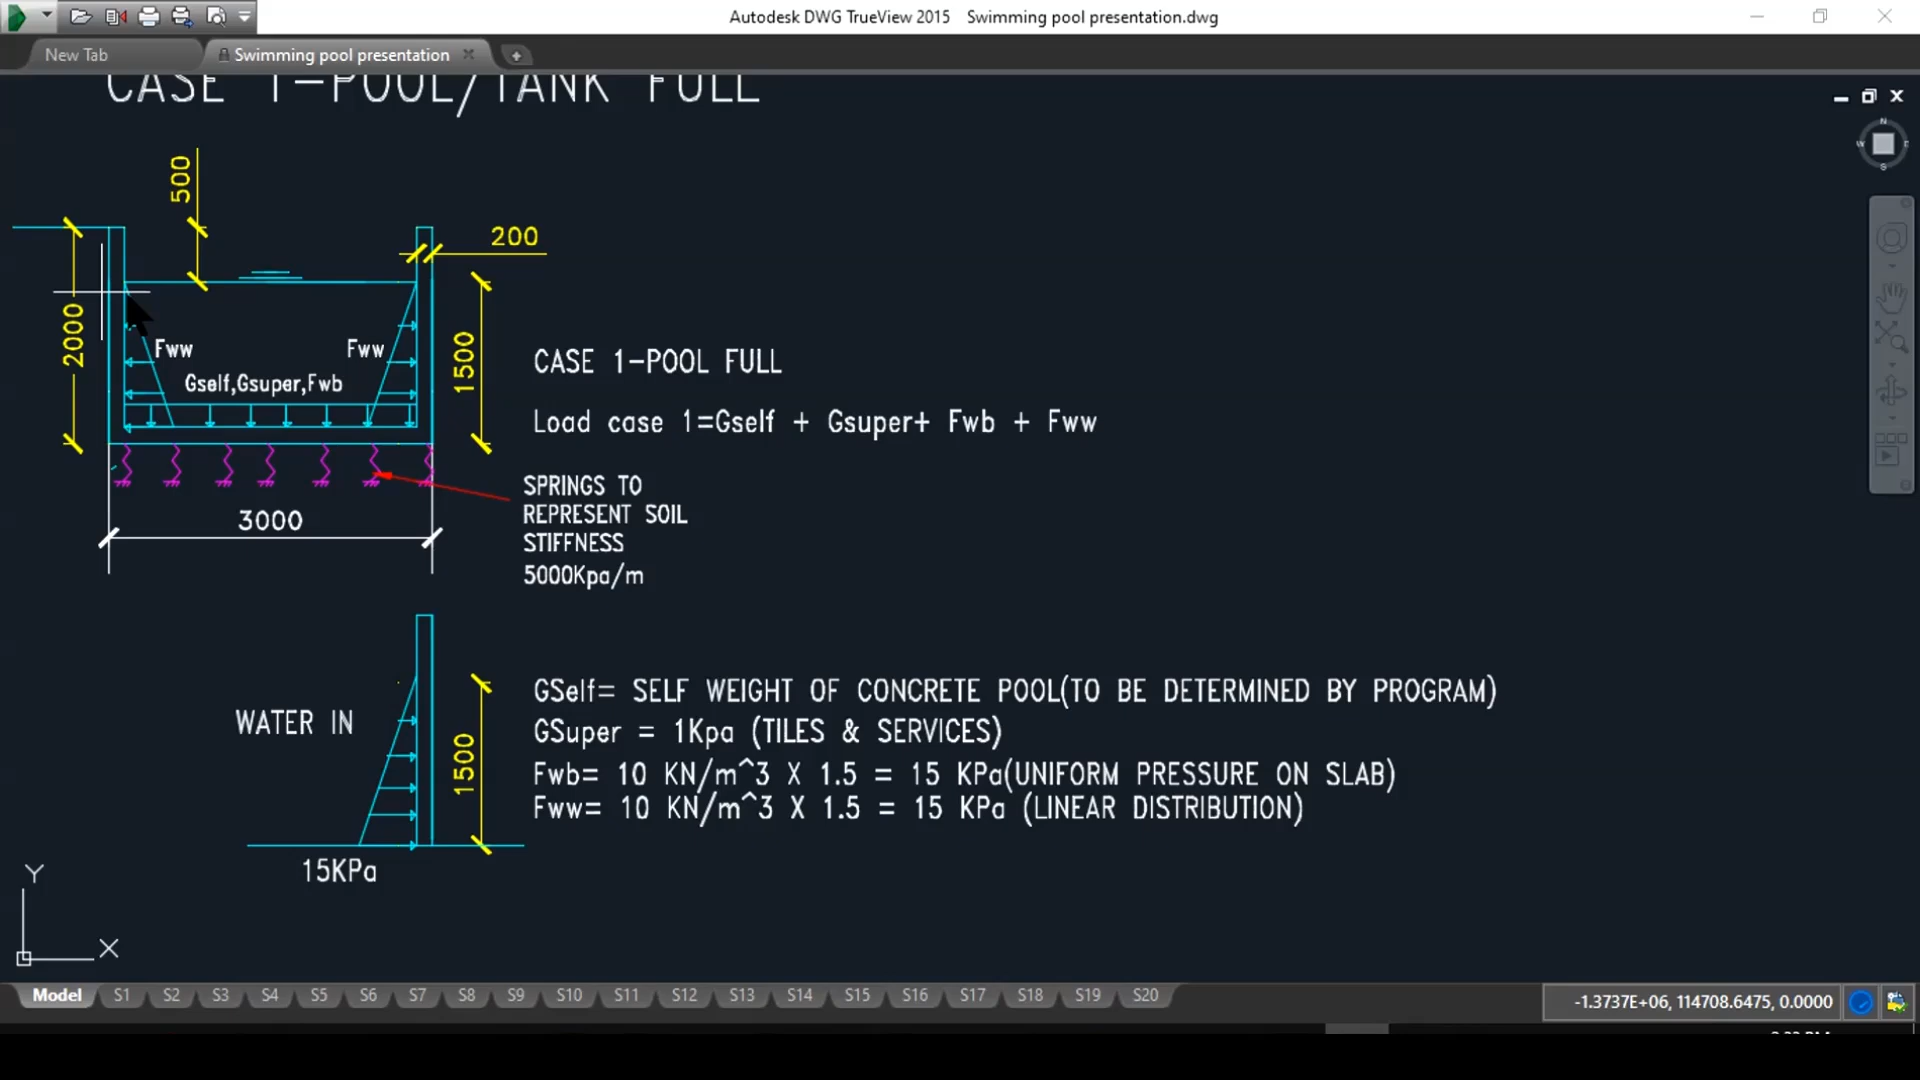 Autodesk DWG TrueView 2015 Swimming pool presentation.dwg
New Tab
Swimming pool presentation
CASE 1-POOL/TANK FULL
500
200
2000
1500
Fww
Fww
Gself,Gsuper,Fwb
CASE 1-POOL FULL
Load case 1=Gself + Gsuper+ Fwb + Fww
SPRINGS TO
REPRESENT SOIL
STIFFNESS
5000Kpa/m
3000
WATER IN
1500
15KPa
GSelf= SELF WEIGHT OF CONCRETE POOL(TO BE DETERMINED BY PROGRAM)
GSuper = 1Kpa (TILES & SERVICES)
Fwb= 10 KN/m^3 X 1.5 = 15 KPa(UNIFORM PRESSURE ON SLAB)
Fww= 10 KN/m^3 X 1.5 = 15 KPa (LINEAR DISTRIBUTION)
Y
X
N
W
S
Model S1 S2 S3 S4 S5 S6 S7 S8 S9 S10 S11 S12 S13 S14 S15 S16 S17 S18 S19 S20
-1.3737E+06, 114708.6475, 0.0000